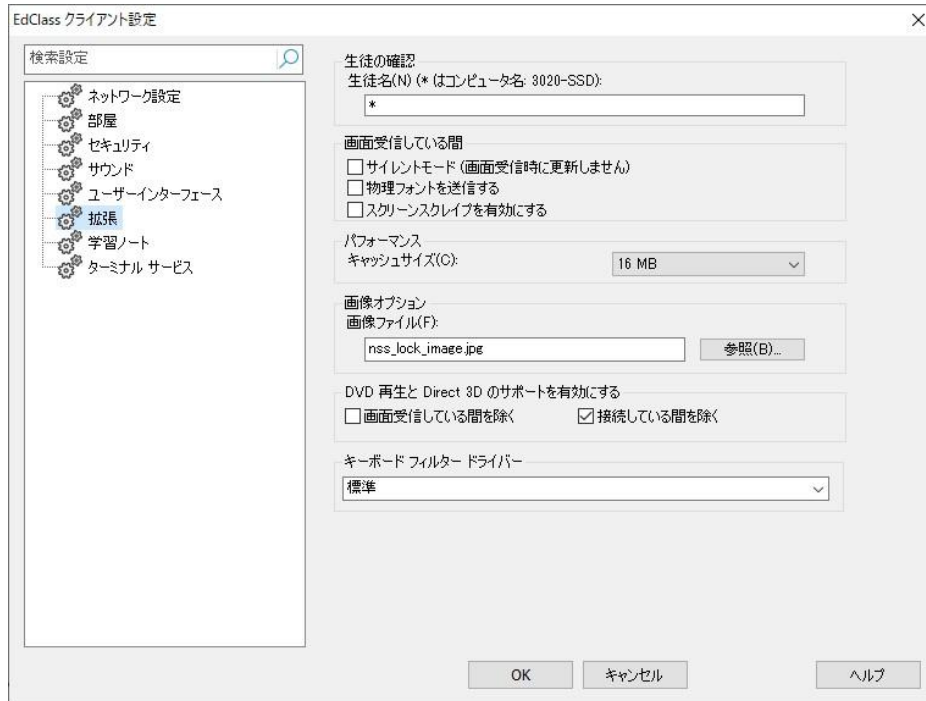 EdClass クライアント設定
検索設定
ネットワーク設定
部屋
セキュリティ
サウンド
ユーザーインターフェース
拡張
学習ノート
ターミナル サービス
生徒の確認
生徒名(N) (* はコンピュータ名: 3020-SSD):
*
画面受信している間
サイレントモード (画面受信時に更新しません)
物理フォントを送信する
スクリーンスクレイプを有効にする
パフォーマンス
キャッシュサイズ(C):
16 MB
画像オプション
画像ファイル(F):
nss_lock_image.jpg
参照(B)...
DVD 再生と Direct 3D のサポートを有効にする
画面受信している間を除く
接続している間を除く
キーボード フィルター ドライバー
標準
OK
キャンセル
ヘルプ